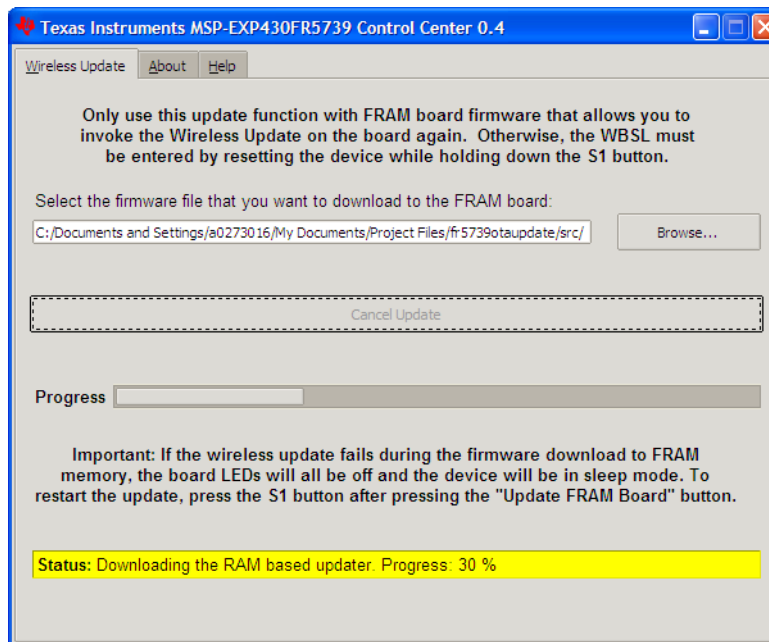 Texas Instruments MSP-EXP430FR5739 Control Center 0.4
Wireless Update About Help
Only use this update function with FRAM board firmware that allows you to
invoke the Wireless Update on the board again. Otherwise, the WBSL must
be entered by resetting the device while holding down the S1 button.
Select the firmware file that you want to download to the FRAM board:
C:/Documents and Settings/a0273016/My Documents/Project Files/fr5739otaupdate/src/ Browse...
Cancel Update
Progress
Important: If the wireless update fails during the firmware download to FRAM
memory, the board LEDs will all be off and the device will be in sleep mode. To
restart the update, press the S1 button after pressing the "Update FRAM Board" button.
Status: Downloading the RAM based updater. Progress: 30 %